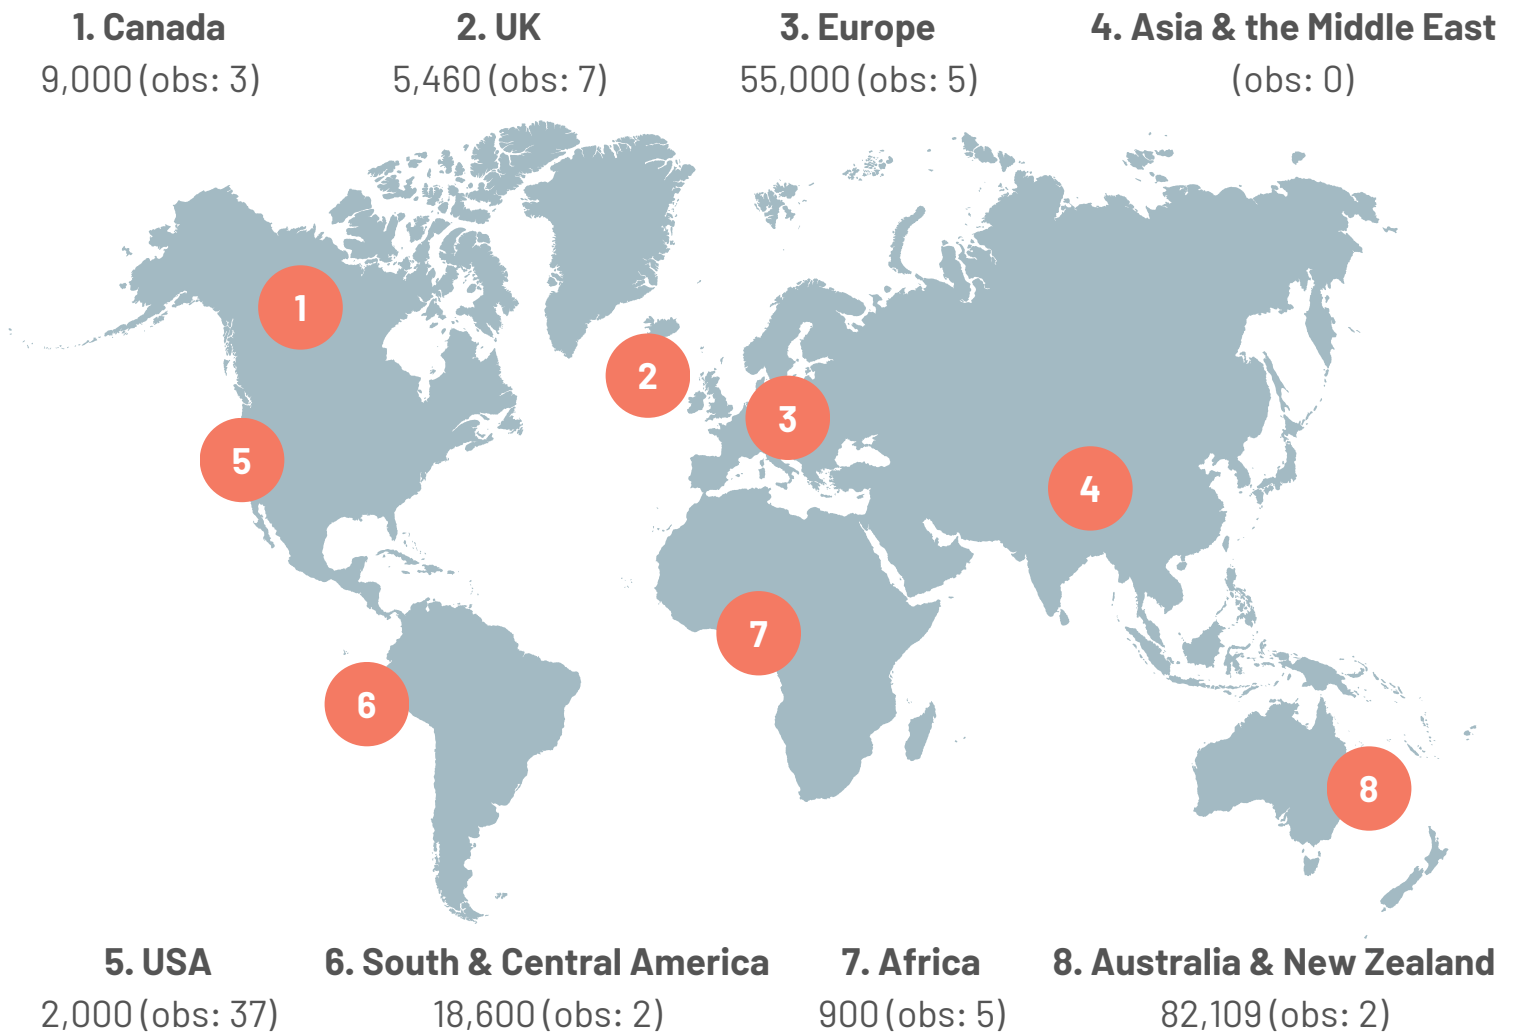 1. Canada
9,000 (obs: 3)
2. UK
5,460 (obs: 7)
3. Europe
55,000 (obs: 5)
4. Asia & the Middle East
(obs: 0)
1
2
3
4
5
6
7
8
5. USA
2,000 (obs: 37)
6. South & Central America
18,600 (obs: 2)
7. Africa
900 (obs: 5)
8. Australia & New Zealand
82,109 (obs: 2)